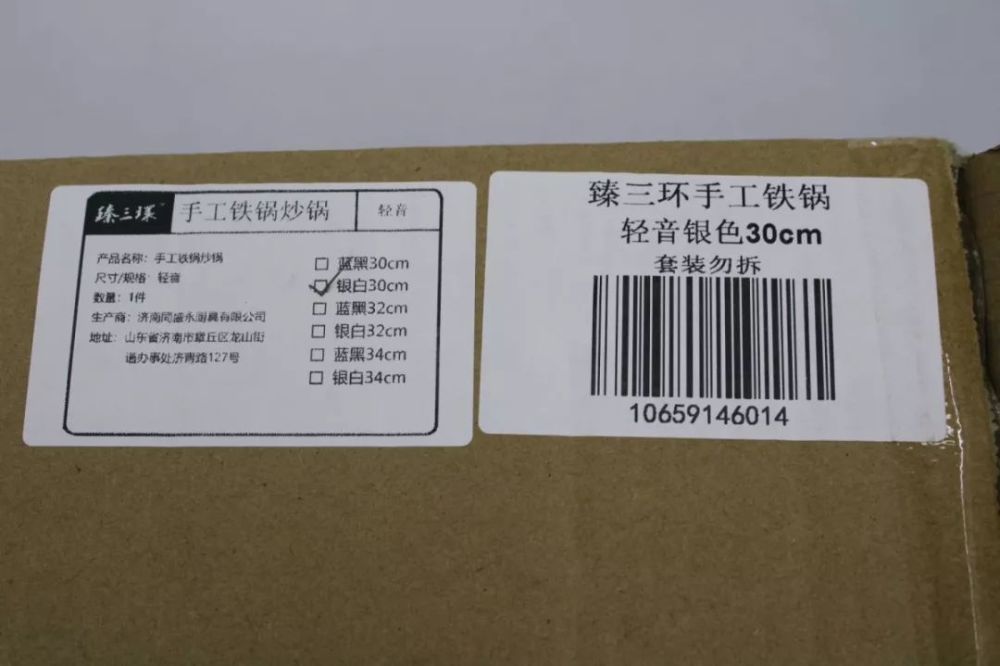 臻三环 手工铁锅炒锅 轻音
产品名称：手工铁锅炒锅
尺寸/规格：轻音
数量：1件
生产商：济南同盛永厨具有限公司
地址：山东省济南市章丘区龙山街
道办事处济青路127号
蓝黑30cm
银白30cm
蓝黑32cm
银白32cm
蓝黑34cm
银白34cm
臻三环手工铁锅
轻音银色30cm
套装勿拆
10659146014